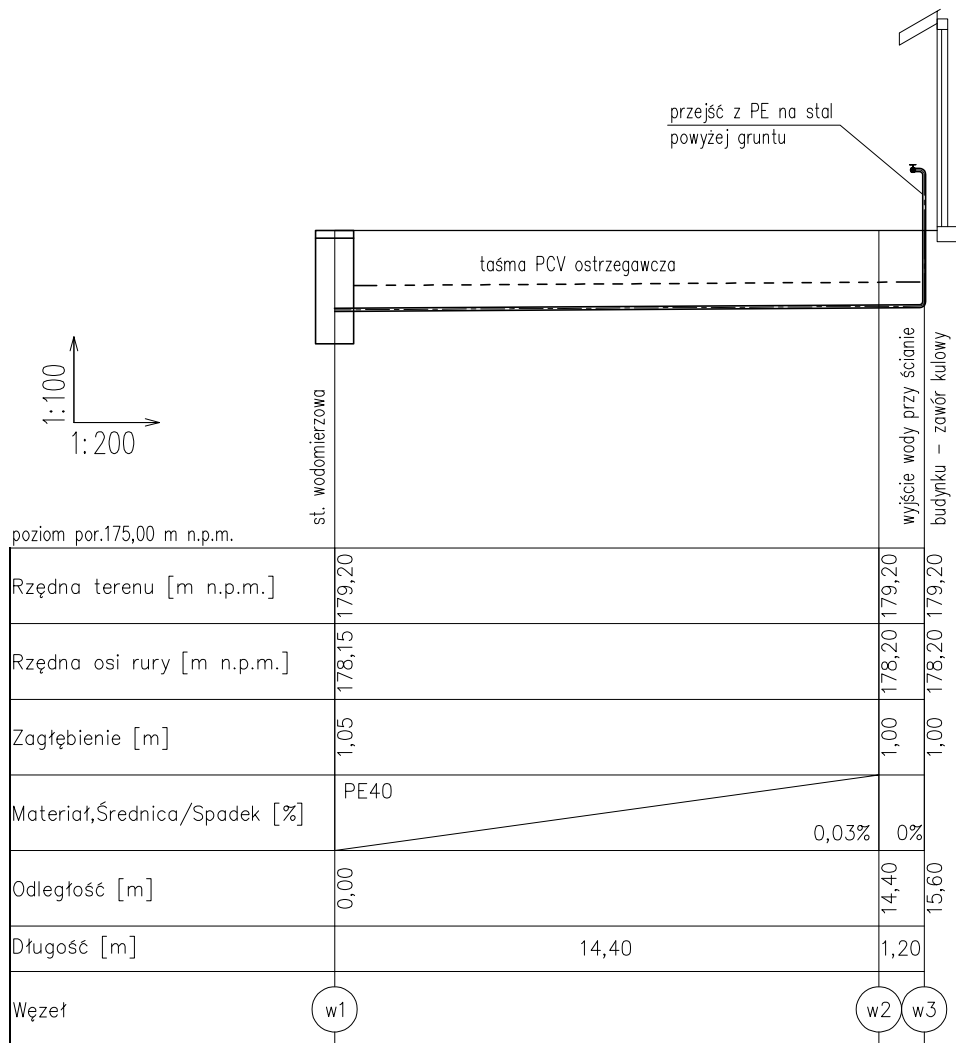 przejść z PE na stal
powyżej gruntu
taśma PCV ostrzegawcza
1:100
1:200
st. wodomierzowa
wyjście wody przy ścianie
budynku – zawór kulowy
poziom por.175,00 m n.p.m.
Rzędna terenu [m n.p.m.] 179,20 179,20 179,20
Rzędna osi rury [m n.p.m.] 178,15 178,20 178,20
Zagłębienie [m] 1,05 1,00 1,00
PE40
Materiał,Średnica/Spadek [%] 0,03% 0%
Odległość [m] 0,00 14,40 15,60
Długość [m] 14,40 1,20
Węzeł w1 w2 w3